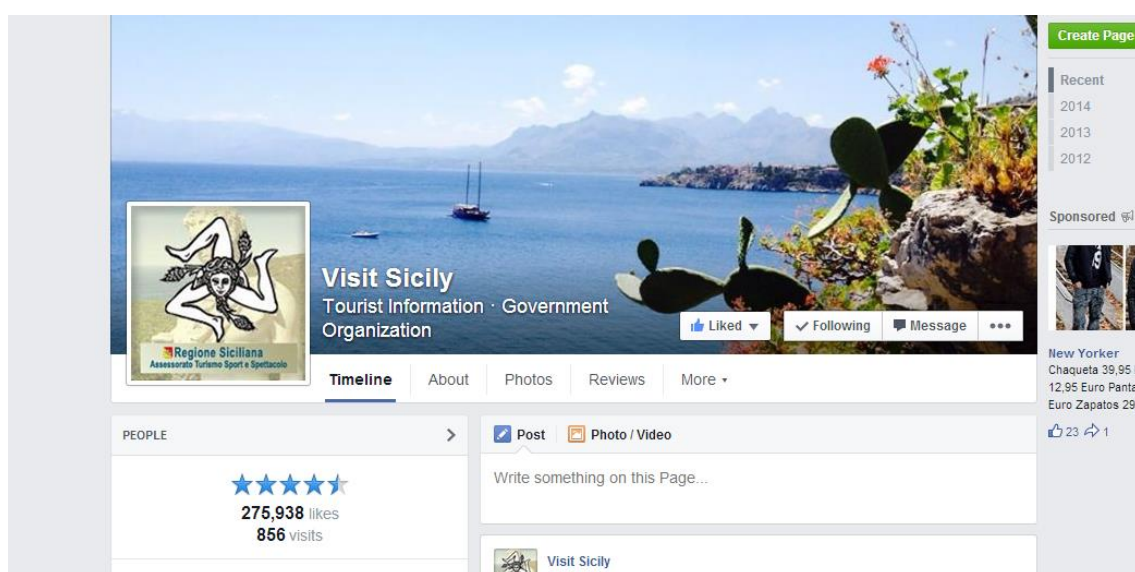 Create Page
Recent
2014
2013
2012
Sponsored
Visit Sicily
Tourist Information · Government
Organization
Liked
Following
Message
Regione Siciliana
Assessorato Turismo Sport e Spettacolo
Timeline
About
Photos
Reviews
More
New Yorker
Chaqueta 39,95
12,95 Euro Panta
Euro Zapatos 29
23
1
PEOPLE
275,938 likes
856 visits
Post
Photo / Video
Write something on this Page...
Visit Sicily